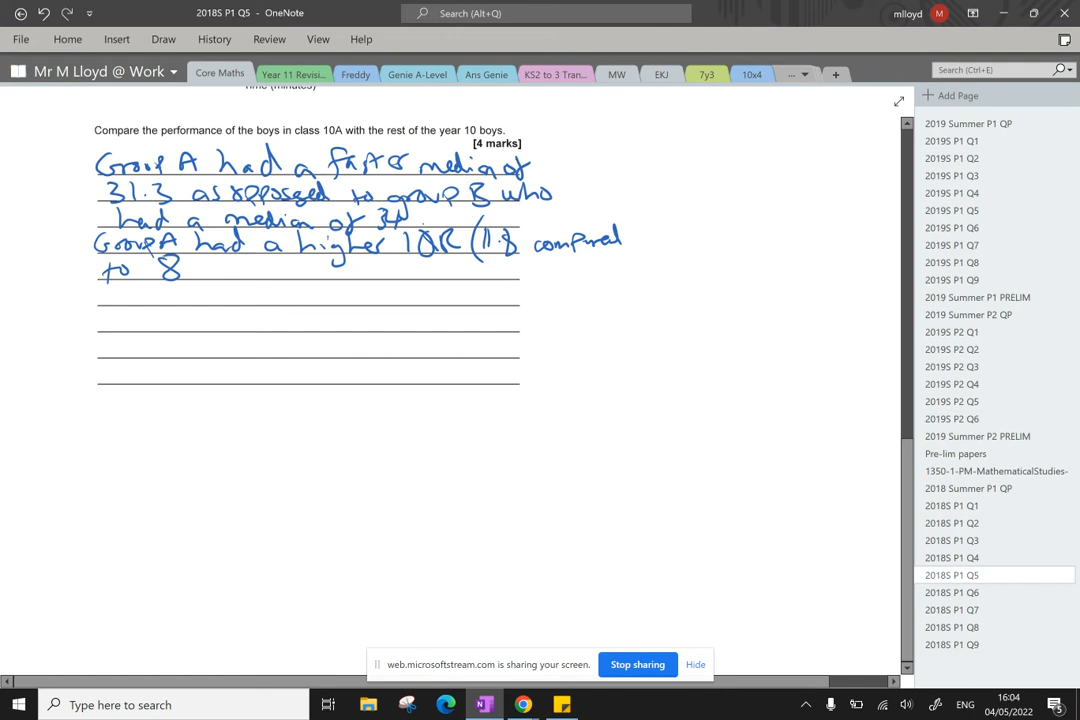 2018S P1 Q5 - OneNote
Search (Alt+Q)
mlloyd
M
File
Home
Insert
Draw
History
Review
View
Help
Mr M Lloyd @ Work
Core Maths
Year 11 Revisi...
Freddy
Genie A-Level
Ans Genie
KS2 to 3 Tran...
MW
EKJ
7y3
10x4
...
+
Search (Ctrl+E)
Time (minutes)
Compare the performance of the boys in class 10A with the rest of the year 10 boys.
[4 marks]
Group A had a faster median of
31.3 as opposed to group B who
had a median of 34
Group A had a higher IQR (11.8 compared
to 8
Add Page
2019 Summer P1 QP
2019S P1 Q1
2019S P1 Q2
2019S P1 Q3
2019S P1 Q4
2019S P1 Q5
2019S P1 Q6
2019S P1 Q7
2019S P1 Q8
2019S P1 Q9
2019 Summer P1 PRELIM
2019 Summer P2 QP
2019S P2 Q1
2019S P2 Q2
2019S P2 Q3
2019S P2 Q4
2019S P2 Q5
2019S P2 Q6
2019 Summer P2 PRELIM
Pre-lim papers
1350-1-PM-MathematicalStudies-
2018 Summer P1 QP
2018S P1 Q1
2018S P1 Q2
2018S P1 Q3
2018S P1 Q4
2018S P1 Q5
2018S P1 Q6
2018S P1 Q7
2018S P1 Q8
2018S P1 Q9
web.microsoftstream.com is sharing your screen.
Stop sharing
Hide
Type here to search
ENG
16:04
04/05/2022
5